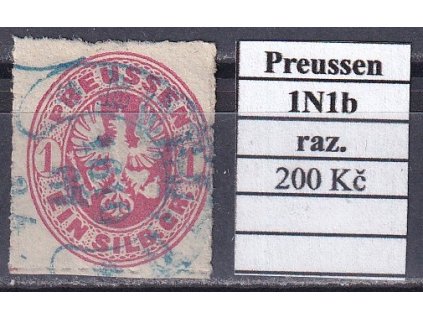 PREUSSEN
1 1
EIN SILB.GR.
Preussen
1N1b
raz.
200 Kč